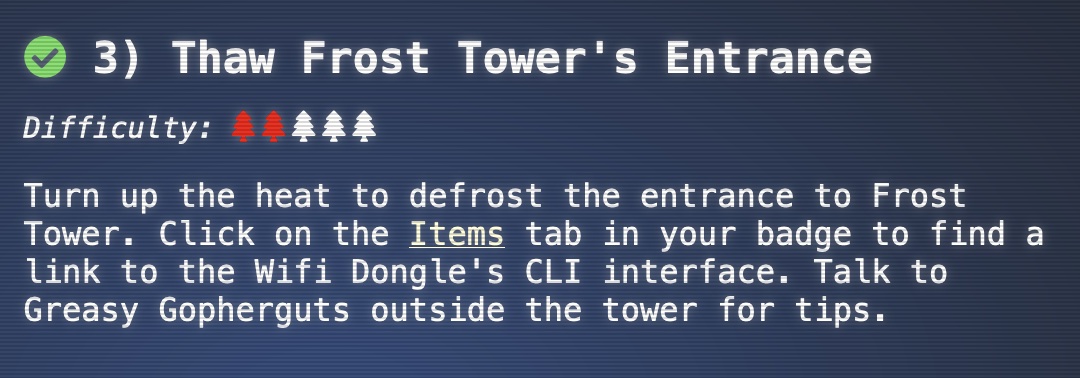 3) Thaw Frost Tower's Entrance
Difficulty:
Turn up the heat to defrost the entrance to Frost
Tower. Click on the Items tab in your badge to find a
link to the Wifi Dongle's CLI interface. Talk to
Greasy Gopherguts outside the tower for tips.